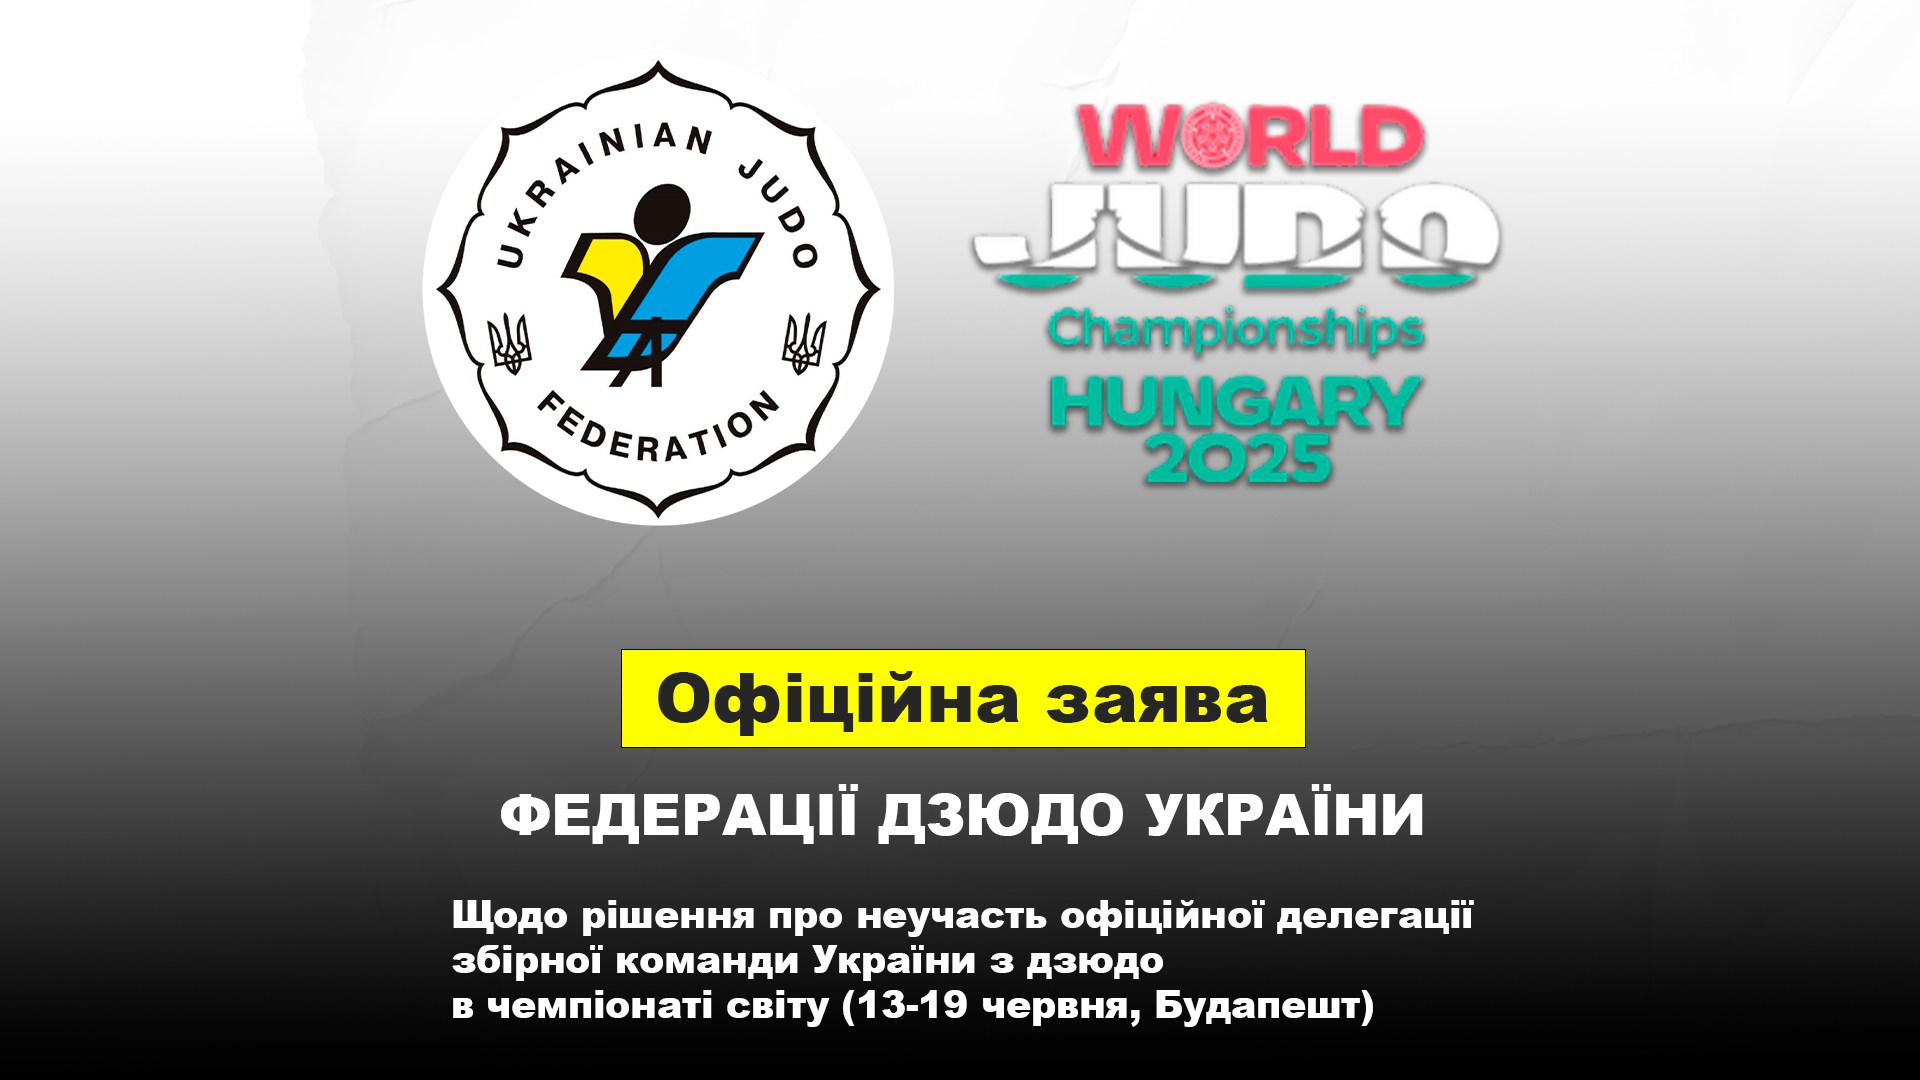 UKRAINIAN JUDO
FEDERATION
WORLD
JUDO
Championships
HUNGARY
2025
Офіційна заява
ФЕДЕРАЦІЇ ДЗЮДО УКРАЇНИ
Щодо рішення про неучасть офіційної делегації
збірної команди України з дзюдо
в чемпіонаті світу (13-19 червня, Будапешт)